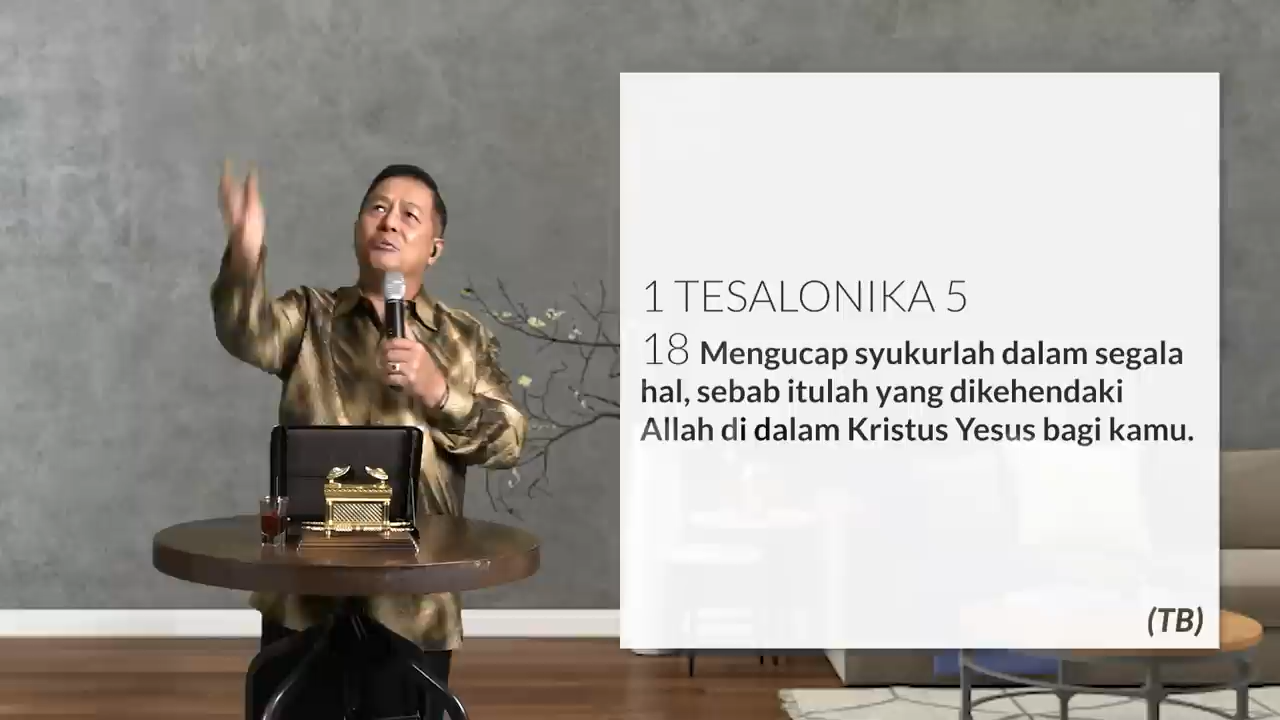 1 TESALONIKA 5
18 Mengucap syukurlah dalam segala
hal, sebab itulah yang dikehendaki
Allah di dalam Kristus Yesus bagi kamu.
(TB)